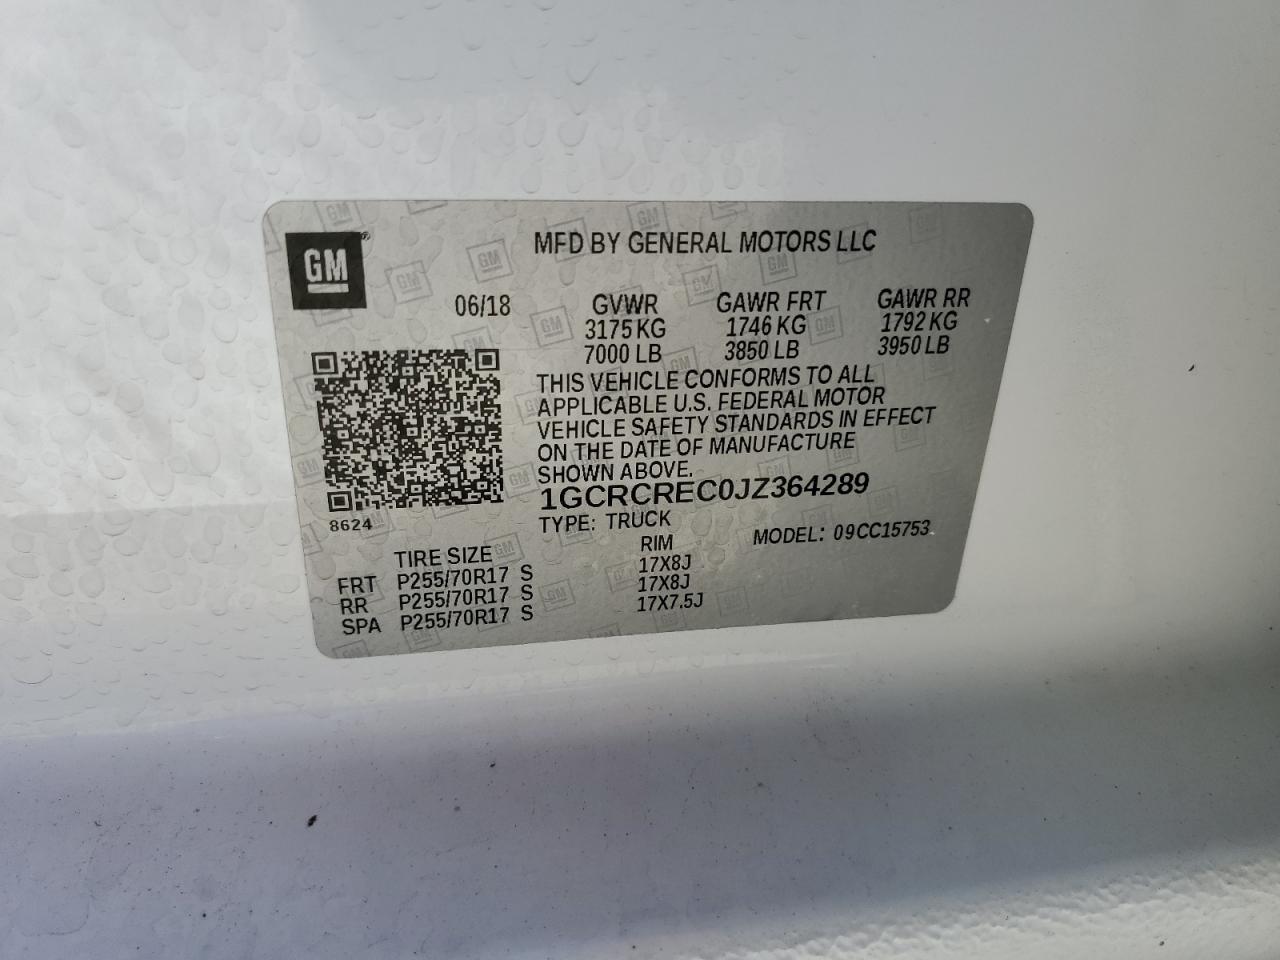 GM
MFD BY GENERAL MOTORS LLC
06/18 GVWR GAWR FRT GAWR RR
3175 KG 1746 KG 1792 KG
7000 LB 3850 LB 3950 LB
THIS VEHICLE CONFORMS TO ALL
APPLICABLE U.S. FEDERAL MOTOR
VEHICLE SAFETY STANDARDS IN EFFECT
ON THE DATE OF MANUFACTURE
SHOWN ABOVE.
1GCRCREC0JZ364289
8624 TYPE: TRUCK MODEL: 09CC15753
TIRE SIZE RIM
FRT P255/70R17 S 17X8J
RR P255/70R17 S 17X8J
SPA P255/70R17 S 17X7.5J